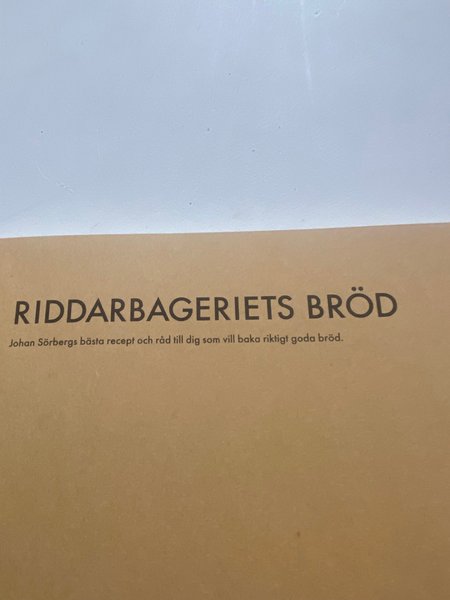 RIDDARBAGERIETS BRÖD
Johan Sörbergs bästa recept och råd till dig som vill baka riktigt goda bröd.